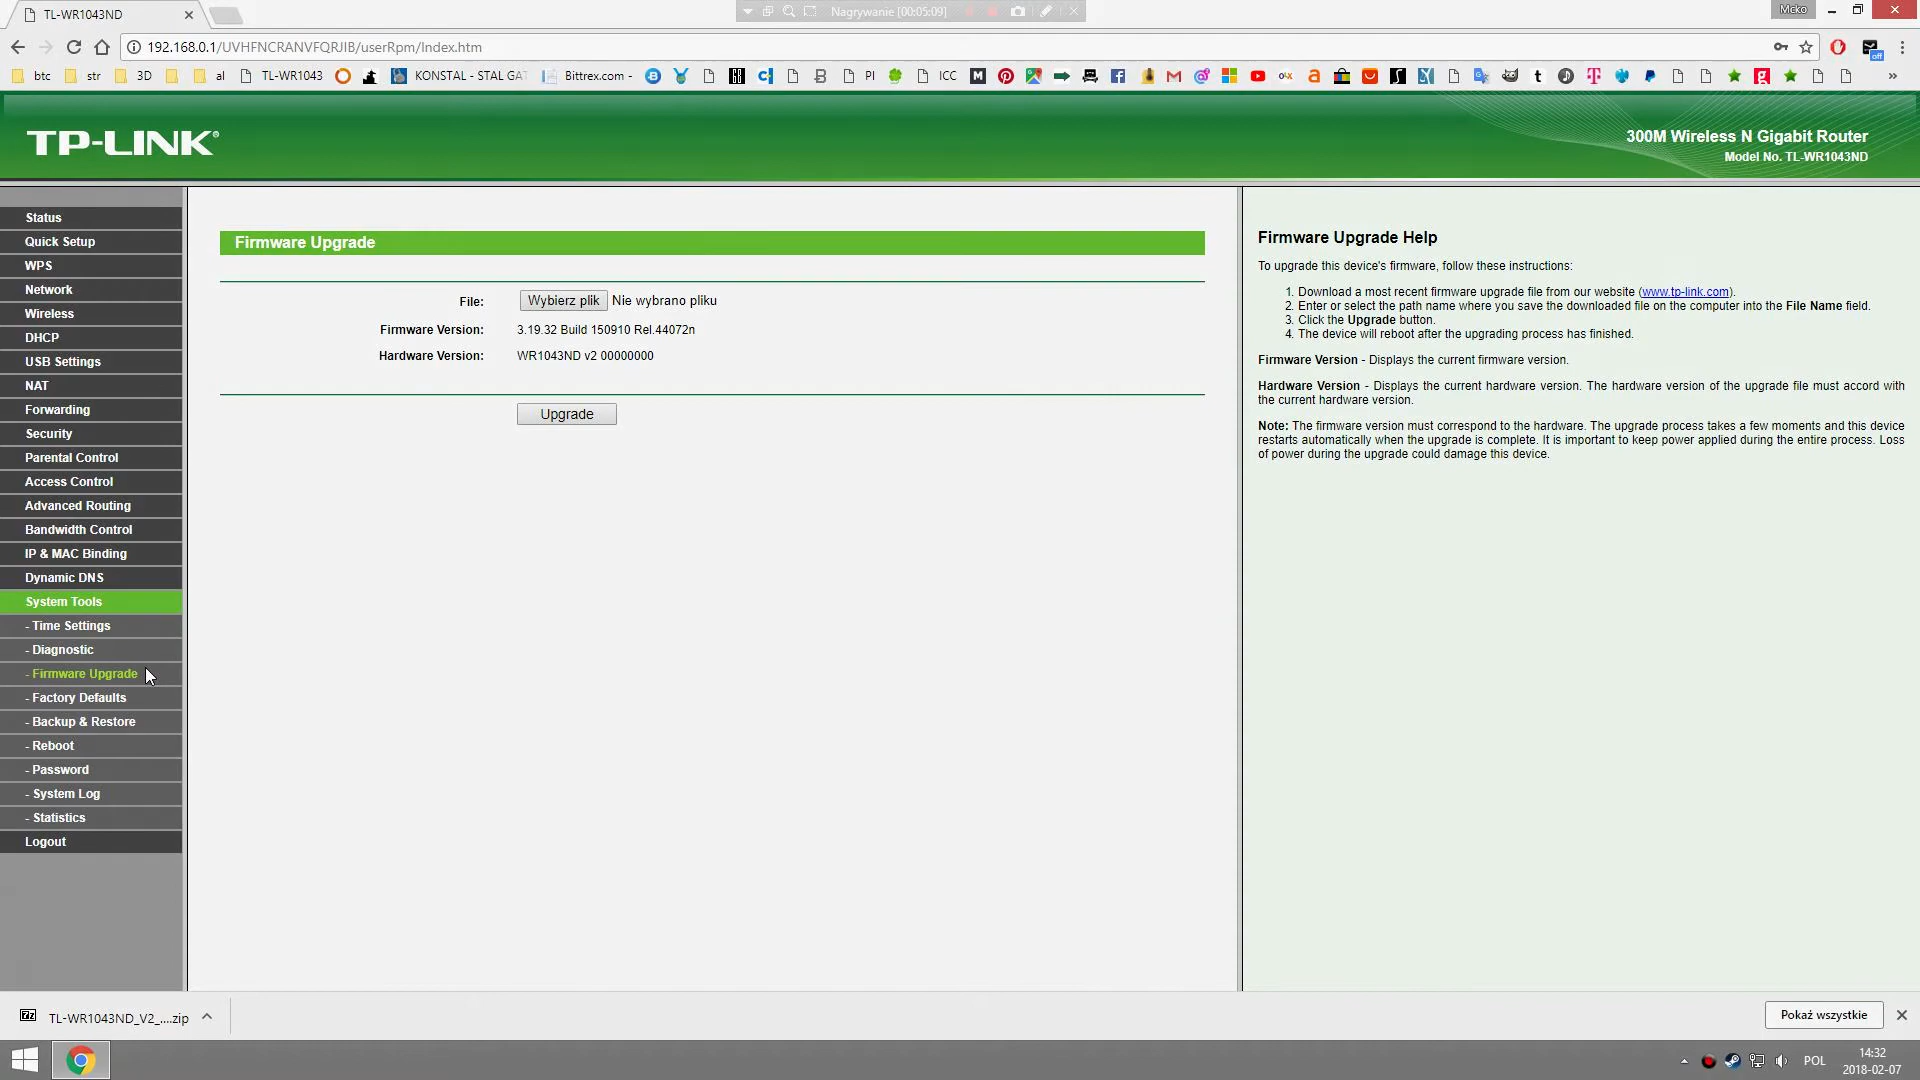 TL-WR1043ND
Nagrywanie [00:05:09]
Mcko
192.168.0.1/UVHFNCRANVFQRJIB/userRpm/Index.htm
btc
str
3D
al
TL-WR1043
KONSTAL - STAL GAT
Bittrex.com -
PI
ICC
off
TP-LINK®
300M Wireless N Gigabit Router
Model No. TL-WR1043ND
Status
Quick Setup
WPS
Network
Wireless
DHCP
USB Settings
NAT
Forwarding
Security
Parental Control
Access Control
Advanced Routing
Bandwidth Control
IP & MAC Binding
Dynamic DNS
System Tools
- Time Settings
- Diagnostic
- Firmware Upgrade
- Factory Defaults
- Backup & Restore
- Reboot
- Password
- System Log
- Statistics
Logout
Firmware Upgrade
File: Wybierz plik Nie wybrano pliku
Firmware Version: 3.19.32 Build 150910 Rel.44072n
Hardware Version: WR1043ND v2 00000000
Upgrade
Firmware Upgrade Help
To upgrade this device's firmware, follow these instructions:
1. Download a most recent firmware upgrade file from our website (www.tp-link.com).
2. Enter or select the path name where you save the downloaded file on the computer into the File Name field.
3. Click the Upgrade button.
4. The device will reboot after the upgrading process has finished.
Firmware Version - Displays the current firmware version.
Hardware Version - Displays the current hardware version. The hardware version of the upgrade file must accord with
the current hardware version.
Note: The firmware version must correspond to the hardware. The upgrade process takes a few moments and this device
restarts automatically when the upgrade is complete. It is important to keep power applied during the entire process. Loss
of power during the upgrade could damage this device.
TL-WR1043ND_V2_....zip
Pokaż wszystkie
POL
14:32
2018-02-07